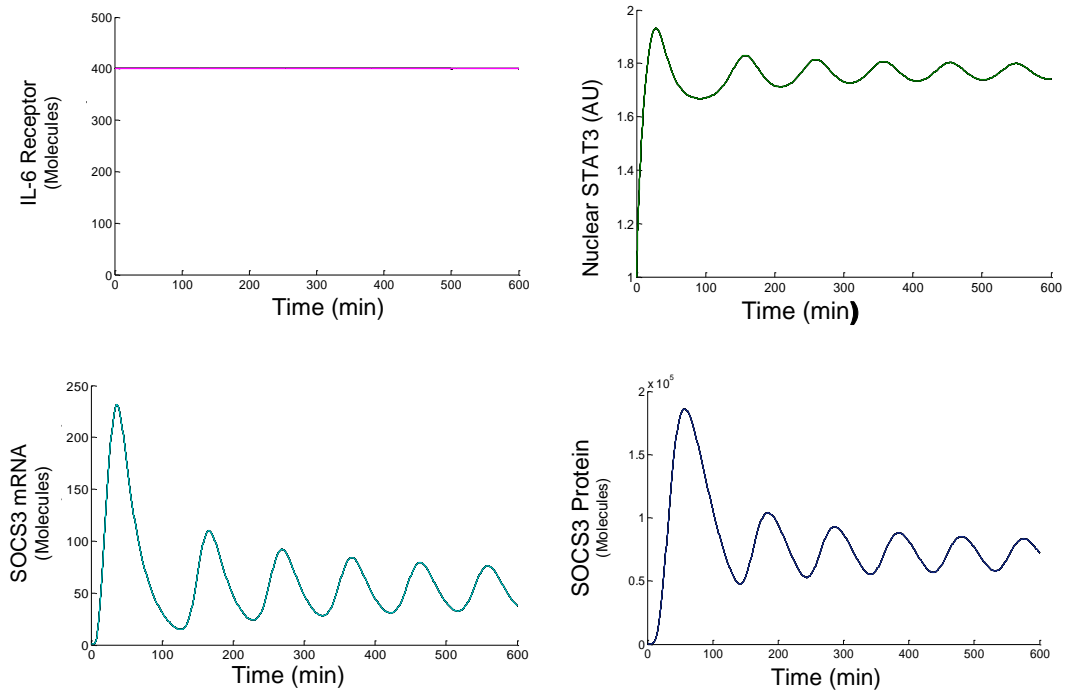 500
400
300
200
100
0
0 100 200 300 400 500 600
IL-6 Receptor
(Molecules)
Time (min)
2
1.8
1.6
1.4
1.2
1
0 100 200 300 400 500 600
Nuclear STAT3 (AU)
Time (min)
250
200
150
100
50
0
0 100 200 300 400 500 600
SOCS3 mRNA
(Molecules)
Time (min)
x 10^5
2
1.5
1
0.5
0
0 100 200 300 400 500 600
SOCS3 Protein
(Molecules)
Time (min)